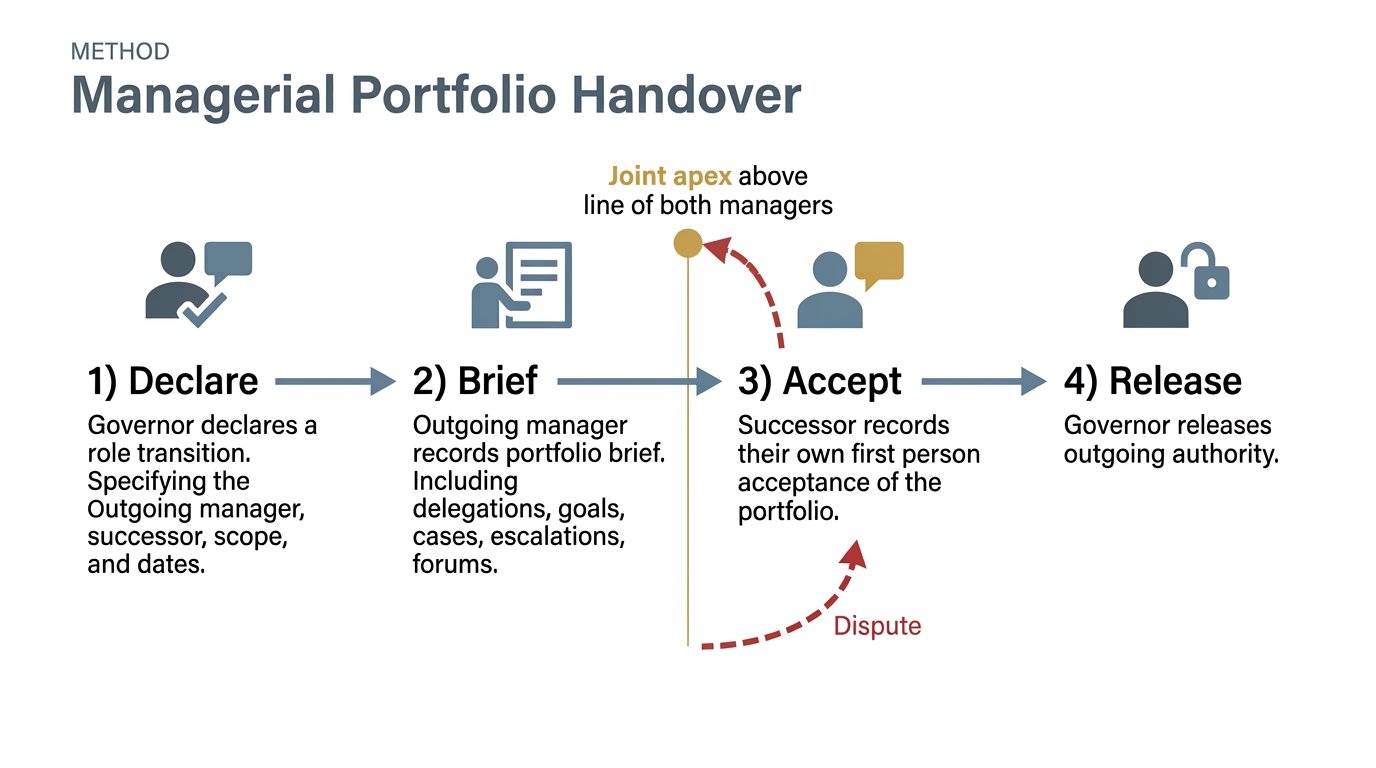 METHOD
Managerial Portfolio Handover
Joint apex above
line of both managers
1) Declare
Governor declares a
role transition.
Specifying the
Outgoing manager,
successor, scope,
and dates.
2) Brief
Outgoing manager
records portfolio brief.
Including
delegations, goals,
cases, escalations,
forums.
3) Accept
Successor records
their own first person
acceptance of the
portfolio.
4) Release
Governor releases
outgoing authority.
Dispute